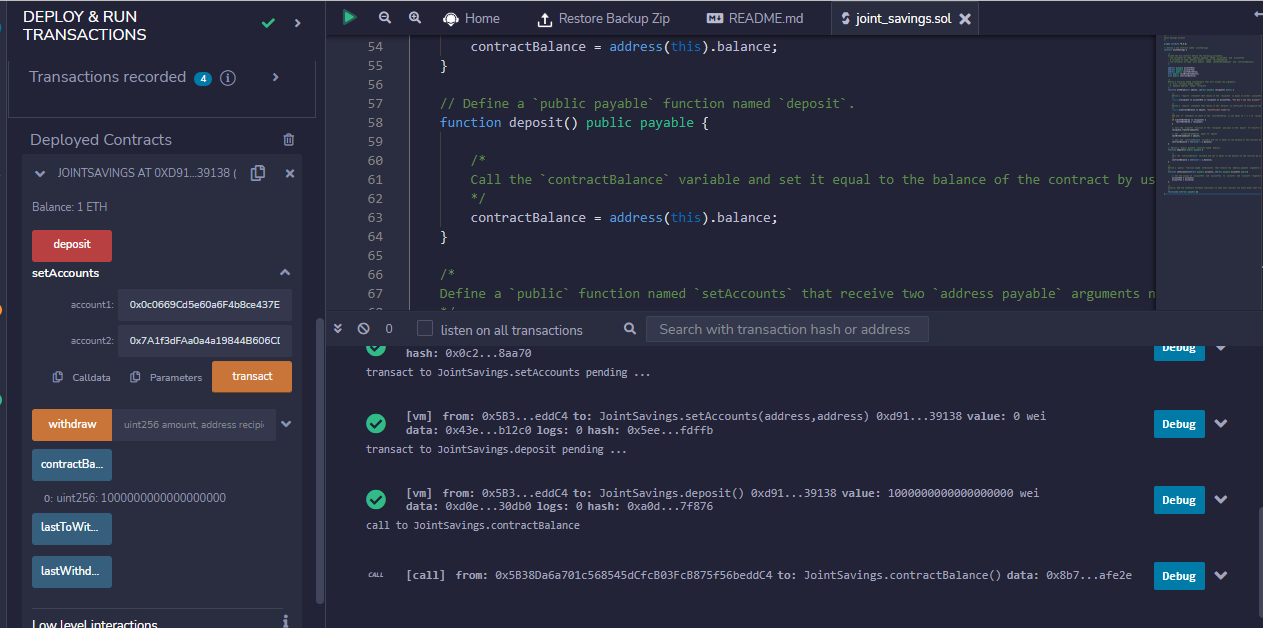 DEPLOY & RUN
TRANSACTIONS
Transactions recorded 4 i
Deployed Contracts
JOINTSAVINGS AT 0XD91...39138 (
Balance: 1 ETH
deposit
setAccounts
account1: 0x0c0669Cd5e60a6F4b8ce437E
account2: 0x7A1f3dFAa0a4a19844B606CD
Calldata Parameters transact
withdraw uint256 amount, address recipi
contractBa...
0: uint256: 1000000000000000000
lastToWit...
lastWithd...
Low level interactions i
Home Restore Backup Zip README.md joint_savings.sol
54 contractBalance = address(this).balance;
55 }
56
57 // Define a `public payable` function named `deposit`.
58 function deposit() public payable {
59
60 /*
61 Call the `contractBalance` variable and set it equal to the balance of the contract by us
62 */
63 contractBalance = address(this).balance;
64 }
65
66 /*
67 Define a `public` function named `setAccounts` that receive two `address payable` arguments n
0 listen on all transactions Search with transaction hash or address
hash: 0x0c2...8aa70 Debug
transact to JointSavings.setAccounts pending ...
[vm] from: 0x5B3...eddC4 to: JointSavings.setAccounts(address,address) 0xd91...39138 value: 0 wei
data: 0x43e...b12c0 logs: 0 hash: 0x5ee...fdffb Debug
transact to JointSavings.deposit pending ...
[vm] from: 0x5B3...eddC4 to: JointSavings.deposit() 0xd91...39138 value: 1000000000000000000 wei
data: 0xd0e...30db0 logs: 0 hash: 0xa0d...7f876 Debug
call to JointSavings.contractBalance
CALL [call] from: 0x5B38Da6a701c568545dCfcB03FcB875f56beddC4 to: JointSavings.contractBalance() data: 0x8b7...afe2e Debug